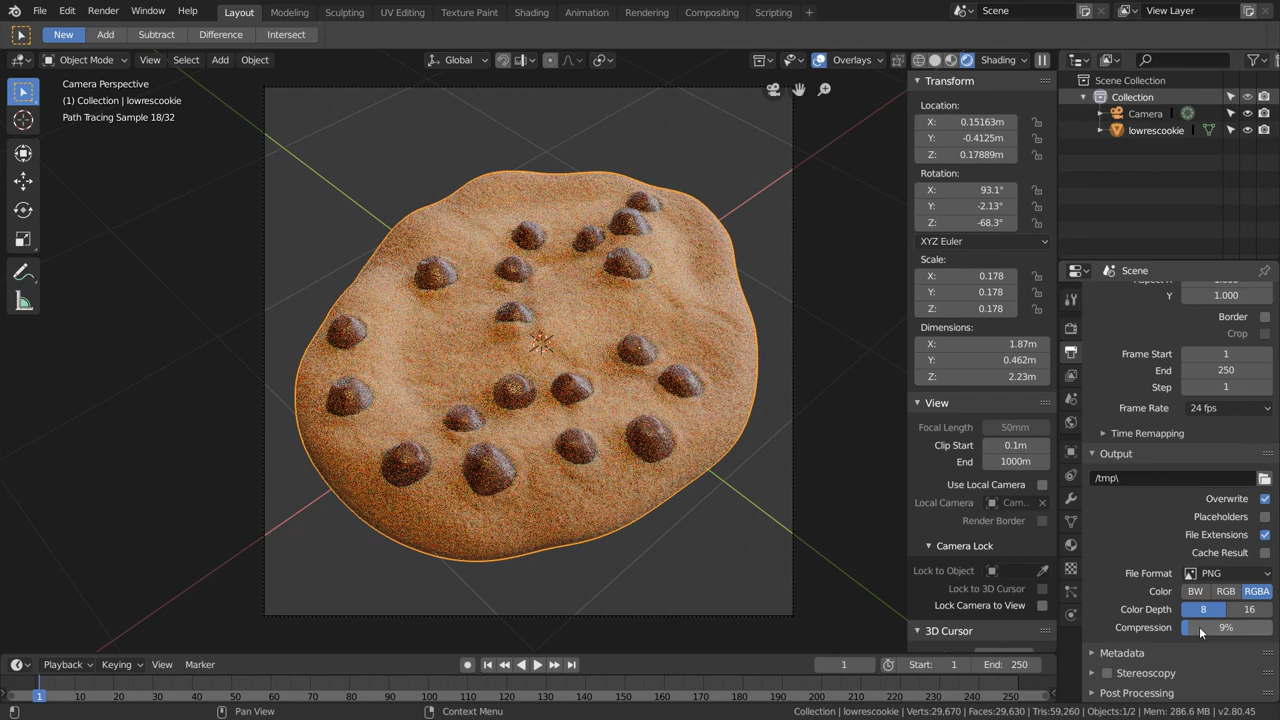 File Edit Render Window Help Layout Modeling Sculpting UV Editing Texture Paint Shading Animation Rendering Compositing Scripting + Scene View Layer
New Add Subtract Difference Intersect
Object Mode View Select Add Object Global Overlays Shading
Camera Perspective
(1) Collection | lowrescookie
Path Tracing Sample 18/32
Transform
Location:
X: 0.15163m
Y: -0.4125m
Z: 0.17889m
Rotation:
X: 93.1°
Y: -2.13°
Z: -68.3°
XYZ Euler
Scale:
X: 0.178
Y: 0.178
Z: 0.178
Dimensions:
X: 1.87m
Y: 0.462m
Z: 2.23m
View
Focal Length 50mm
Clip Start 0.1m
End 1000m
Use Local Camera
Local Camera Cam..
Render Border
Camera Lock
Lock to Object
Lock to 3D Cursor
Lock Camera to View
3D Cursor
Scene Collection
Collection
Camera
lowrescookie
Scene
Y 1.000
Border
Crop
Frame Start 1
End 250
Step 1
Frame Rate 24 fps
Time Remapping
Output
/tmp\
Overwrite
Placeholders
File Extensions
Cache Result
File Format PNG
Color BW RGB RGBA
Color Depth 8 16
Compression 9%
Metadata
Stereoscopy
Post Processing
Playback Keying View Marker 1 Start: 1 End: 250
1 10 20 30 40 50 60 70 80 90 100 110 120 130 140 150 160 170 180 190 200 210 220 230 240 250
Pan View Context Menu Collection | lowrescookie | Verts:29,670 | Faces:29,630 | Tris:59,260 | Objects:1/2 | Mem: 286.6 MB | v2.80.45